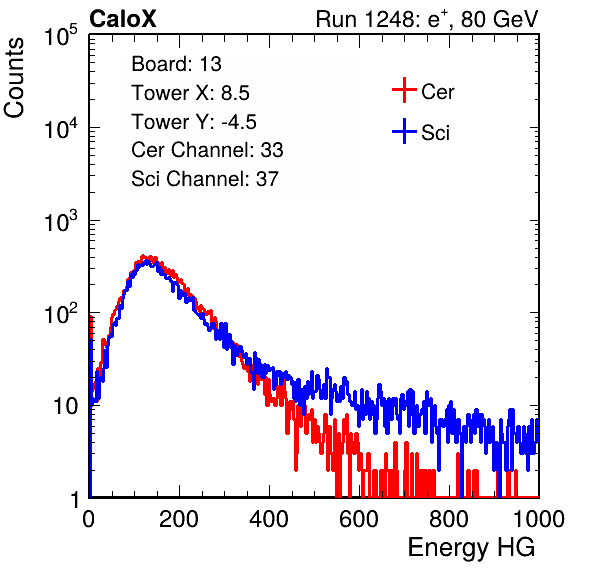 CaloX Run 1248: e⁺, 80 GeV
Counts
10⁵
10⁴
10³
10²
10
1
Board: 13
Tower X: 8.5
Tower Y: -4.5
Cer Channel: 33
Sci Channel: 37
Cer
Sci
0 200 400 600 800 1000
Energy HG